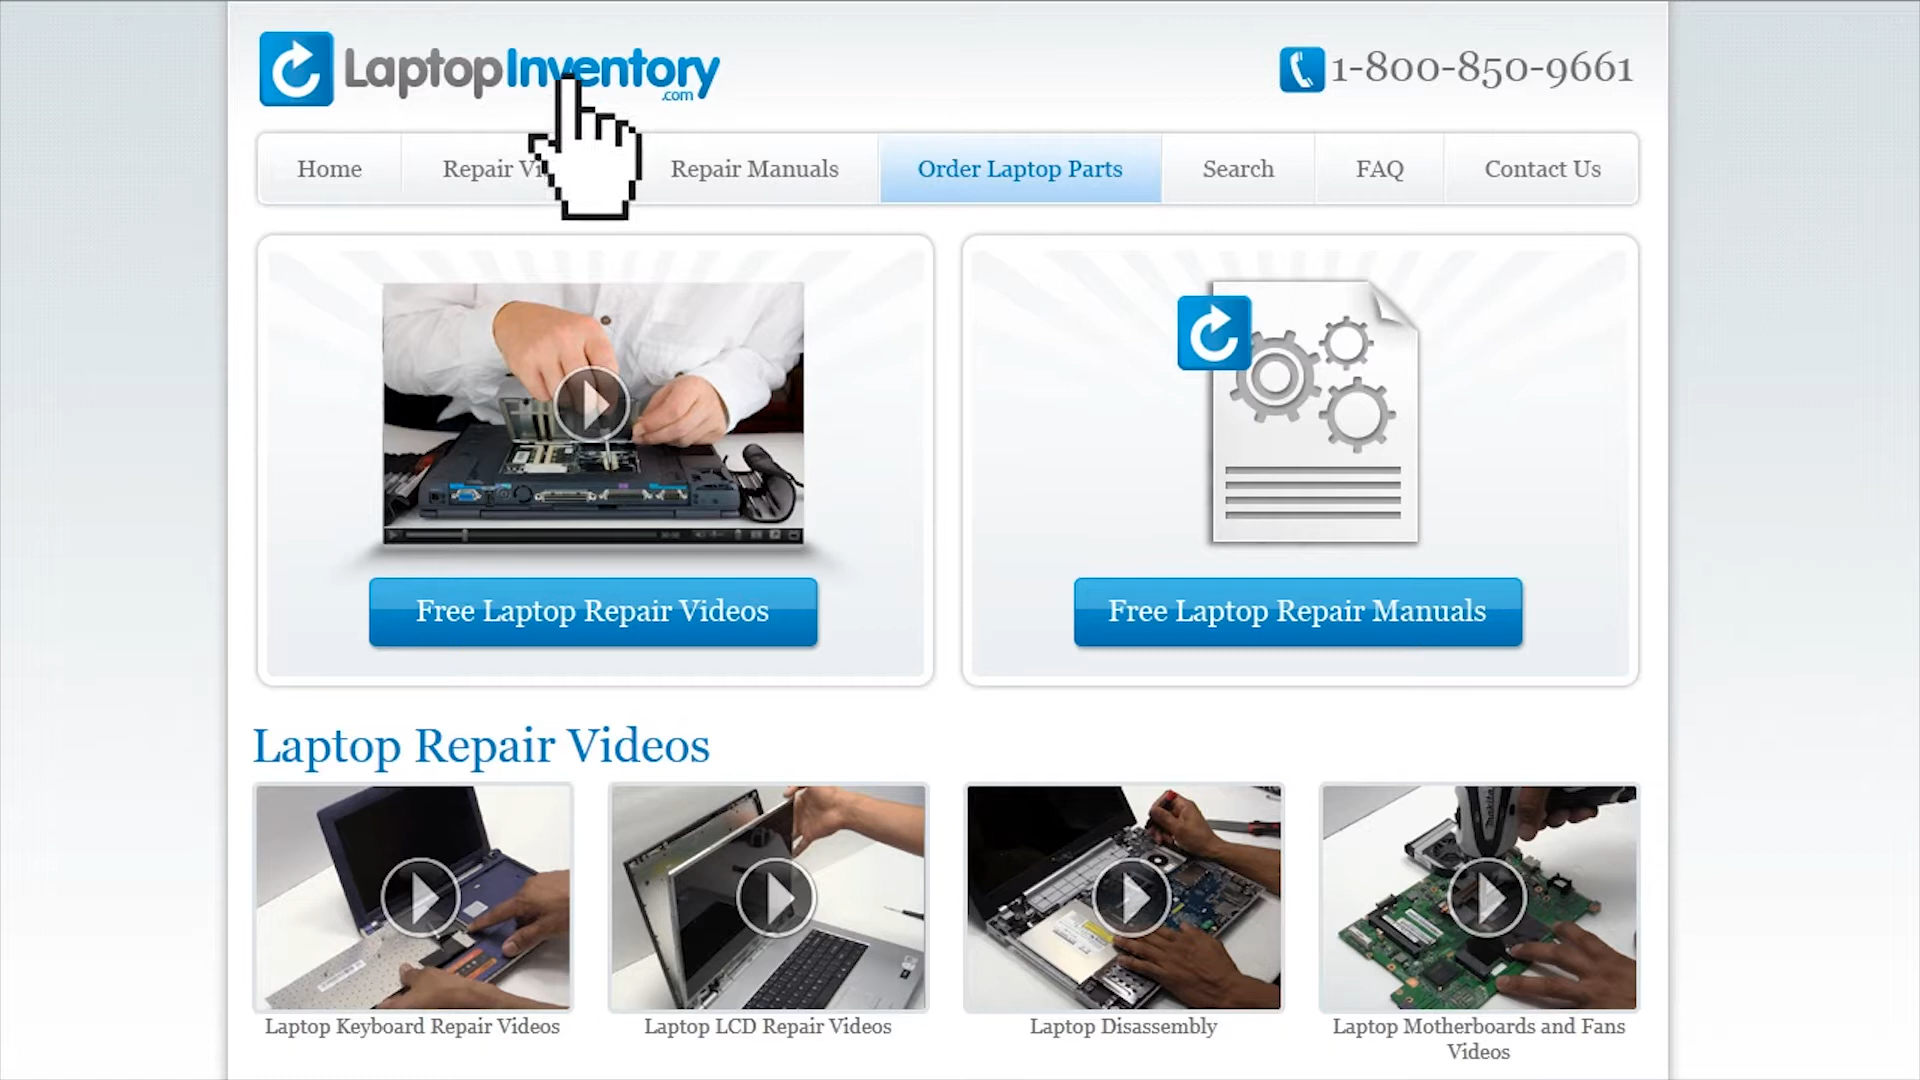 LaptopInventory
.com
1-800-850-9661
Home
Repair Vi
Repair Manuals
Order Laptop Parts
Search
FAQ
Contact Us
Free Laptop Repair Videos
Free Laptop Repair Manuals
Laptop Repair Videos
Laptop Keyboard Repair Videos
Laptop LCD Repair Videos
Laptop Disassembly
Laptop Motherboards and Fans
Videos